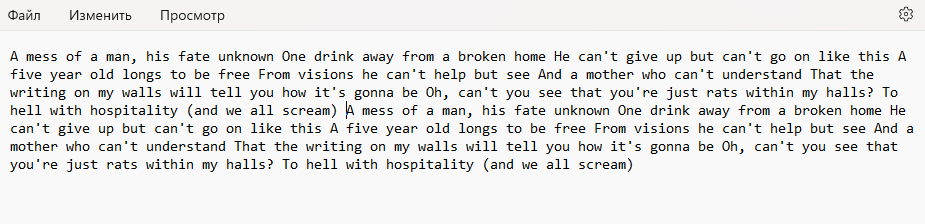 Файл Изменить Просмотр
A mess of a man, his fate unknown One drink away from a broken home He can't give up but can't go on like this A
five year old longs to be free From visions he can't help but see And a mother who can't understand That the
writing on my walls will tell you how it's gonna be Oh, can't you see that you're just rats within my halls? To
hell with hospitality (and we all scream) A mess of a man, his fate unknown One drink away from a broken home He
can't give up but can't go on like this A five year old longs to be free From visions he can't help but see And a
mother who can't understand That the writing on my walls will tell you how it's gonna be Oh, can't you see that
you're just rats within my halls? To hell with hospitality (and we all scream)